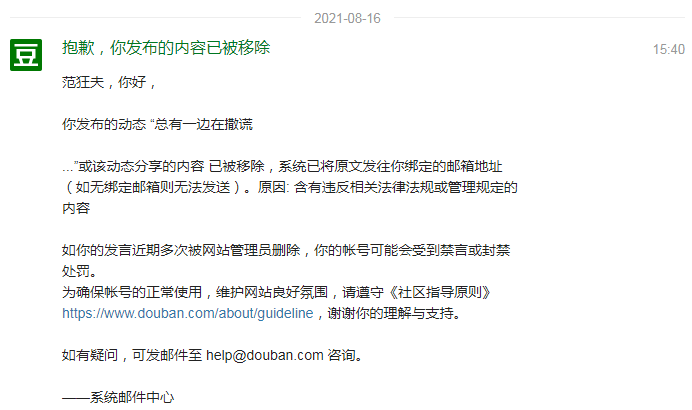 2021-08-16
豆
抱歉，你发布的内容已被移除
15:40
范狂夫，你好，
你发布的动态 “总有一边在撒谎
...”或该动态分享的内容 已被移除，系统已将原文发往你绑定的邮箱地址
（如无绑定邮箱则无法发送）。原因: 含有违反相关法律法规或管理规定的
内容
如你的发言近期多次被网站管理员删除，你的帐号可能会受到禁言或封禁
处罚。
为确保帐号的正常使用，维护网站良好氛围，请遵守《社区指导原则》
https://www.douban.com/about/guideline，谢谢你的理解与支持。
如有疑问，可发邮件至 help@douban.com 咨询。
——系统邮件中心